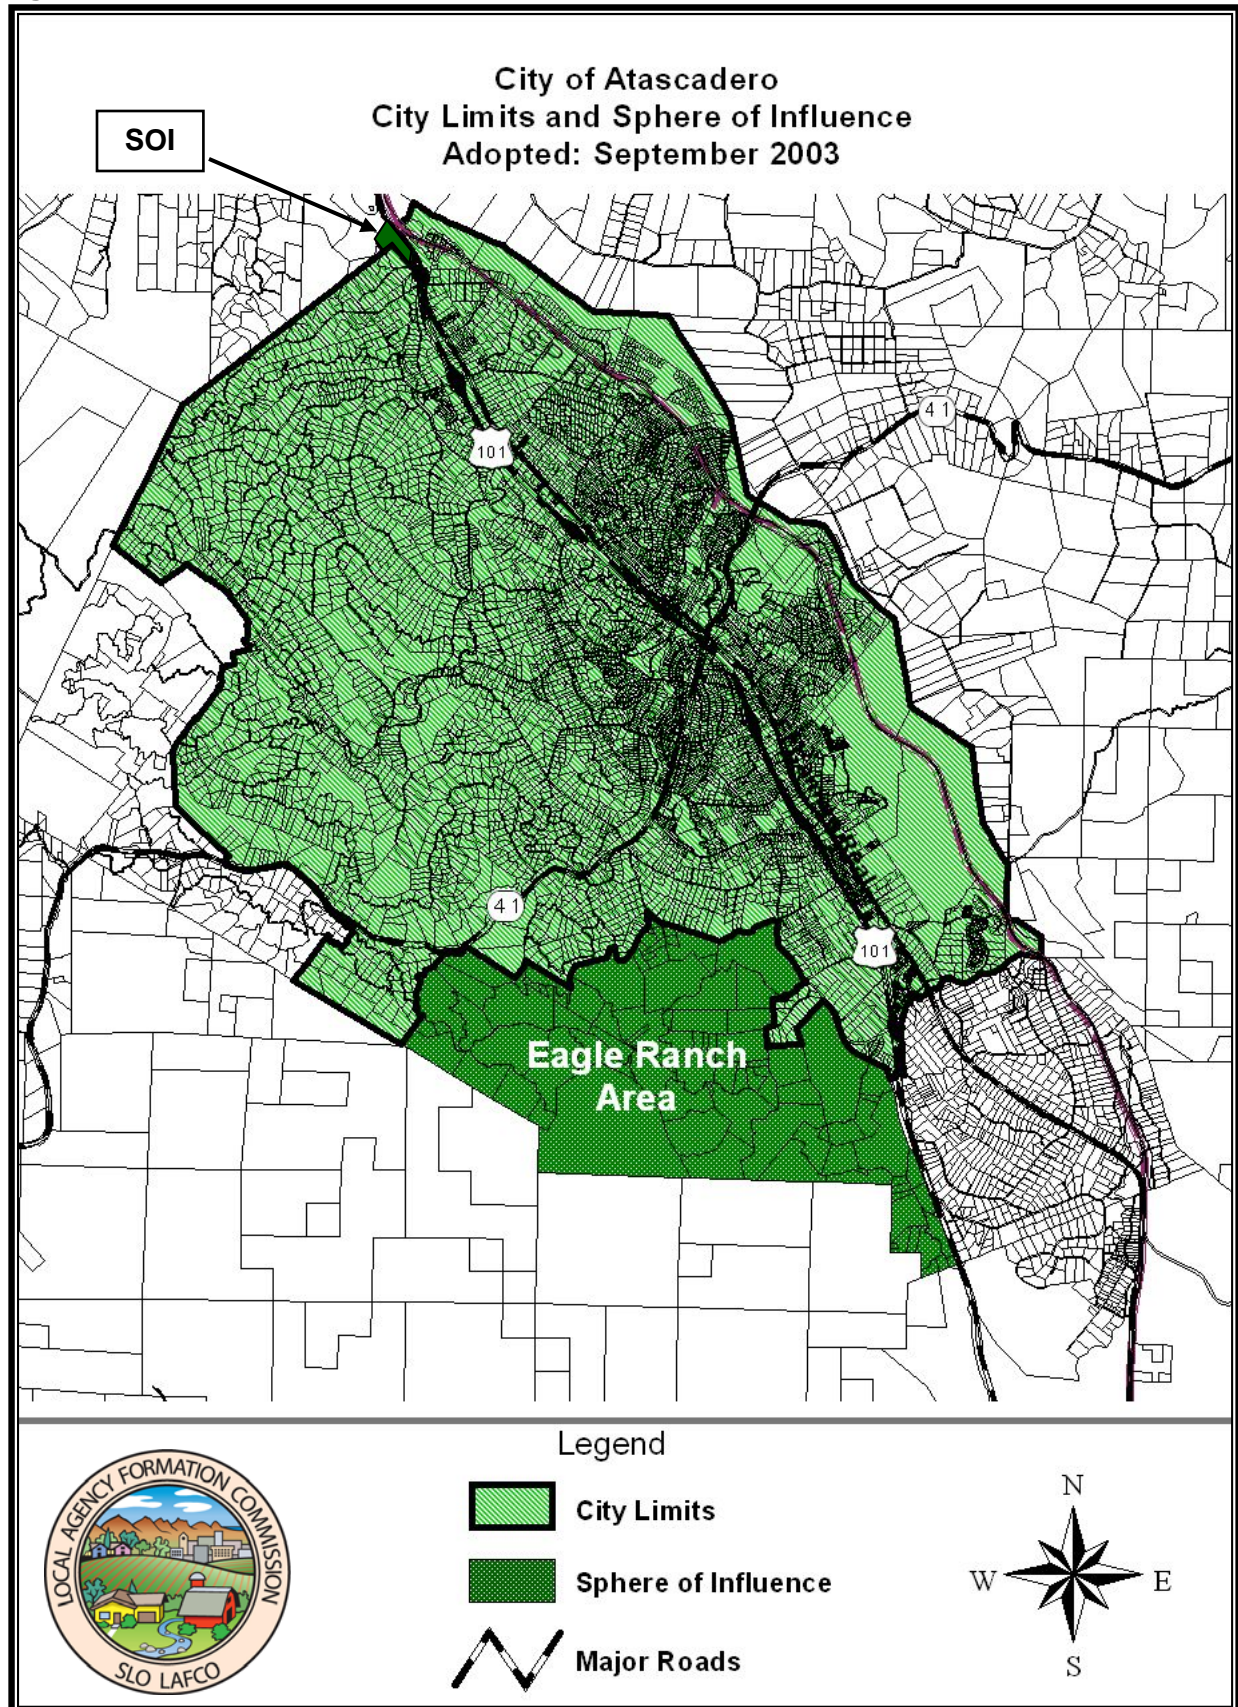 City of Atascadero
City Limits and Sphere of Influence
Adopted: September 2003
SOI
41
101
41
101
Eagle Ranch
Area
Legend
City Limits
Sphere of Influence
Major Roads
LOCAL AGENCY FORMATION COMMISSION
SLO LAFCO
N
W
E
S